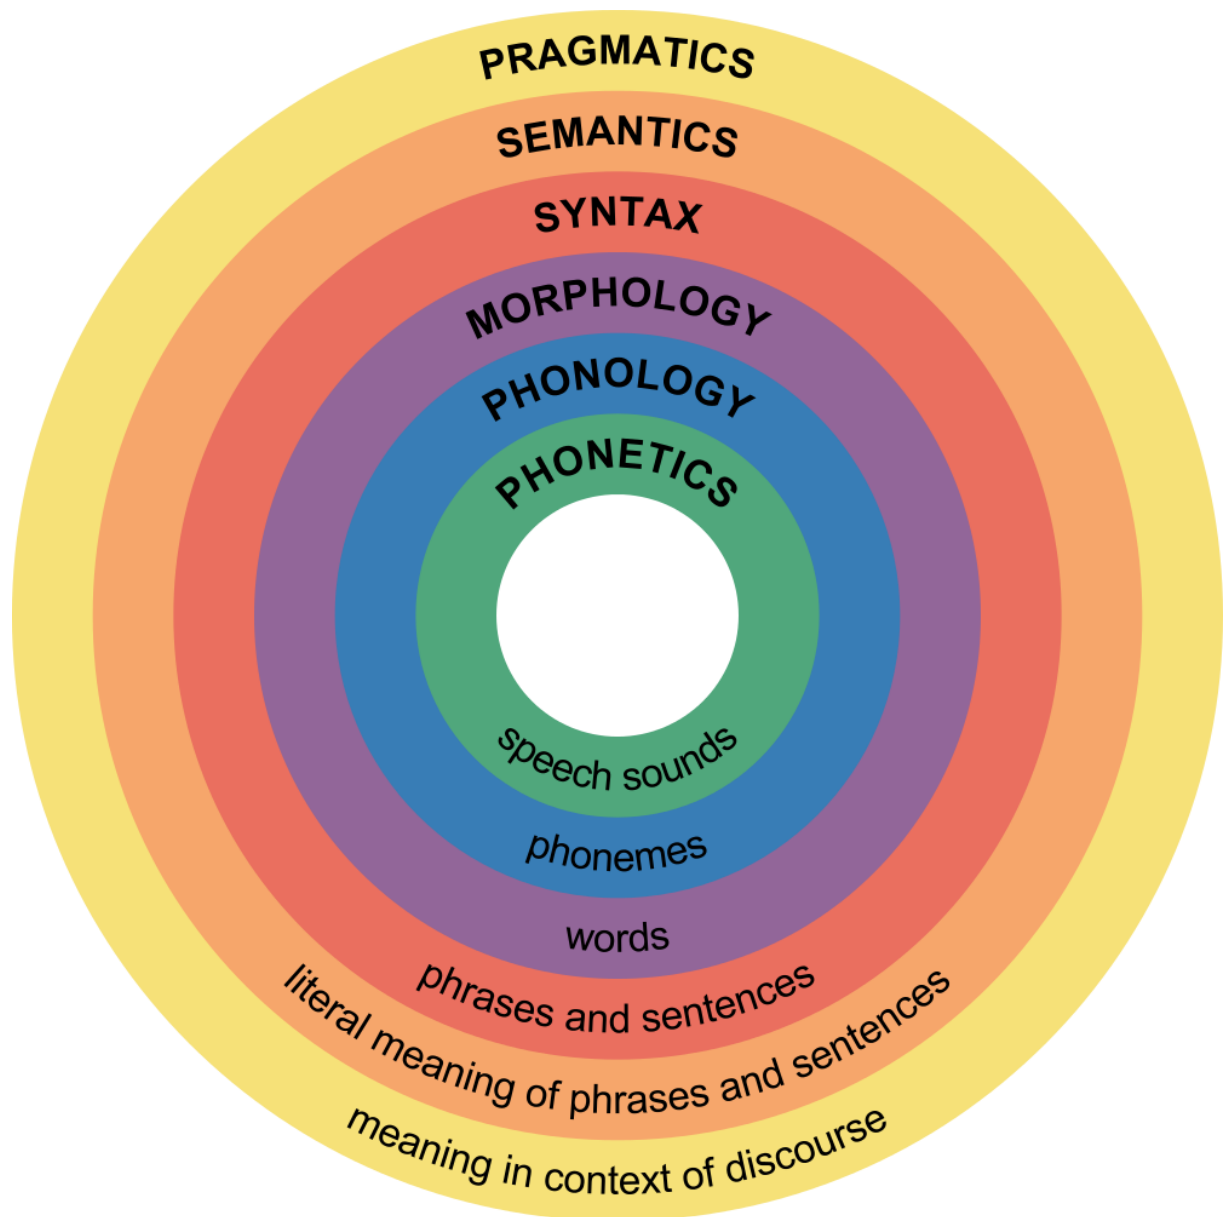 PRAGMATICS
SEMANTICS
SYNTAX
MORPHOLOGY
PHONOLOGY
PHONETICS
speech sounds
phonemes
words
phrases and sentences
literal meaning of phrases and sentences
meaning in context of discourse